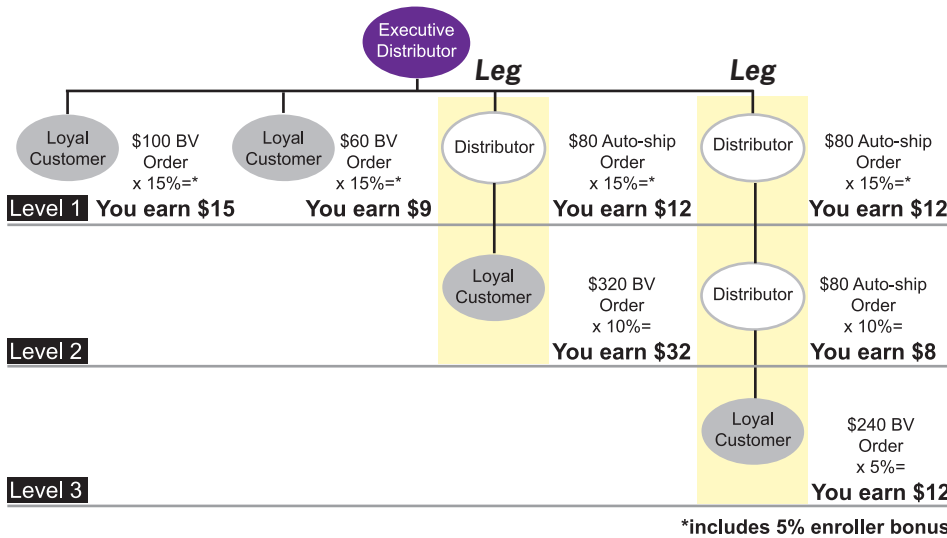 Executive
Distributor
Leg
Leg
Loyal
Customer
$100 BV
Order
x 15%=*
You earn $15
Loyal
Customer
$60 BV
Order
x 15%=*
You earn $9
Distributor
$80 Auto-ship
Order
x 15%=*
You earn $12
Distributor
$80 Auto-ship
Order
x 15%=*
You earn $12
Level 1
Loyal
Customer
$320 BV
Order
x 10%=
You earn $32
Distributor
$80 Auto-ship
Order
x 10%=
You earn $8
Level 2
Loyal
Customer
$240 BV
Order
x 5%=
You earn $12
Level 3
*includes 5% enroller bonus